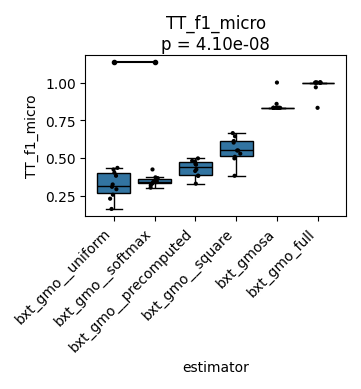 TT_f1_micro
p = 4.10e-08
TT_f1_micro
1.00
0.75
0.50
0.25
bxt_gmo__uniform
bxt_gmo__softmax
bxt_gmo__precomputed
bxt_gmo__square
bxt_gmosa
bxt_gmo_full
estimator